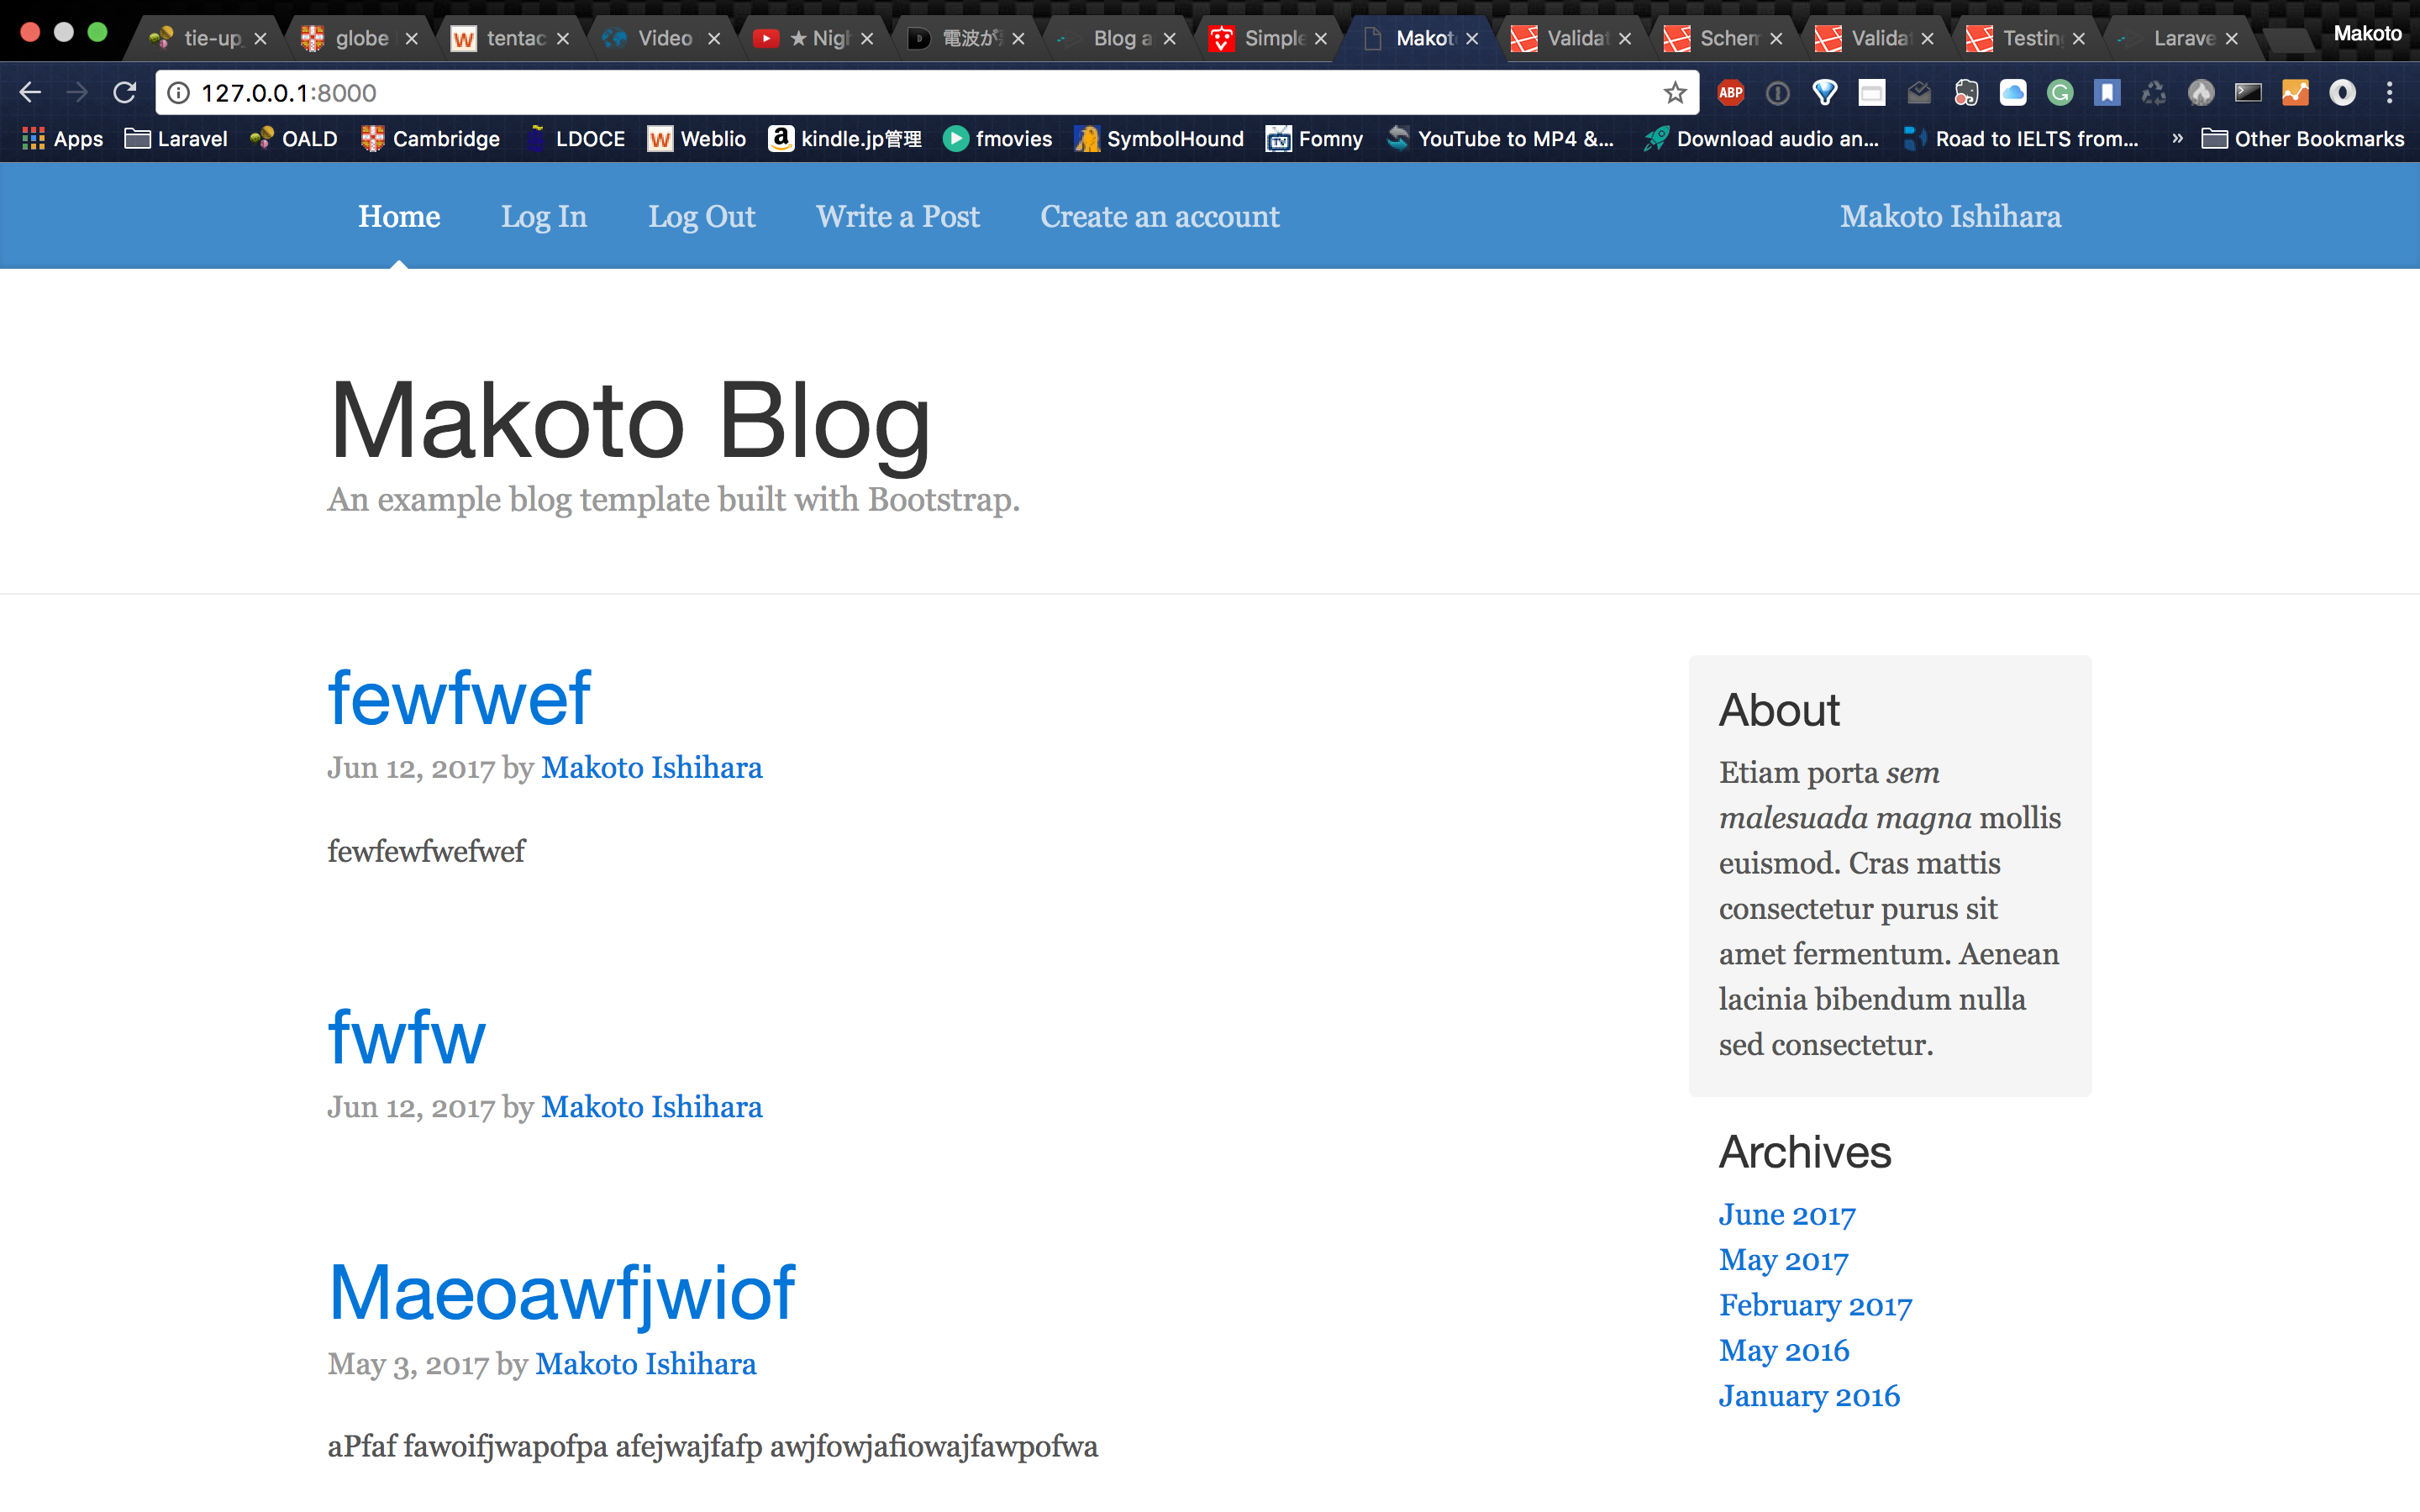 tie-up globe tentac Video ★ Nigh 電波が Blog a Simple Makoto Validat Schem Validat Testing Larave Makoto
127.0.0.1:8000 ABP
Apps Laravel OALD Cambridge LDOCE Weblio kindle.jp管理 fmovies SymbolHound Fomny YouTube to MP4 &... Download audio an... Road to IELTS from... » Other Bookmarks
Home Log In Log Out Write a Post Create an account Makoto Ishihara
Makoto Blog
An example blog template built with Bootstrap.
fewfwef
Jun 12, 2017 by Makoto Ishihara
fewfewfwefwef
fwfw
Jun 12, 2017 by Makoto Ishihara
Maeoawfjwiof
May 3, 2017 by Makoto Ishihara
aPfaf fawoifjwapofpa afejwajfafp awjfowjafiowajfawpofwa
About
Etiam porta sem
malesuada magna mollis
euismod. Cras mattis
consectetur purus sit
amet fermentum. Aenean
lacinia bibendum nulla
sed consectetur.
Archives
June 2017
May 2017
February 2017
May 2016
January 2016